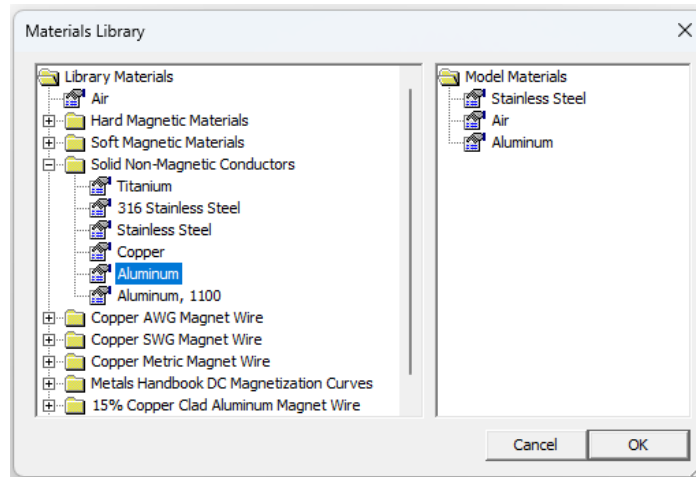 Materials Library
Library Materials
Air
Hard Magnetic Materials
Soft Magnetic Materials
Solid Non-Magnetic Conductors
Titanium
316 Stainless Steel
Stainless Steel
Copper
Aluminum
Aluminum, 1100
Copper AWG Magnet Wire
Copper SWG Magnet Wire
Copper Metric Magnet Wire
Metals Handbook DC Magnetization Curves
15% Copper Clad Aluminum Magnet Wire
Model Materials
Stainless Steel
Air
Aluminum
Cancel
OK